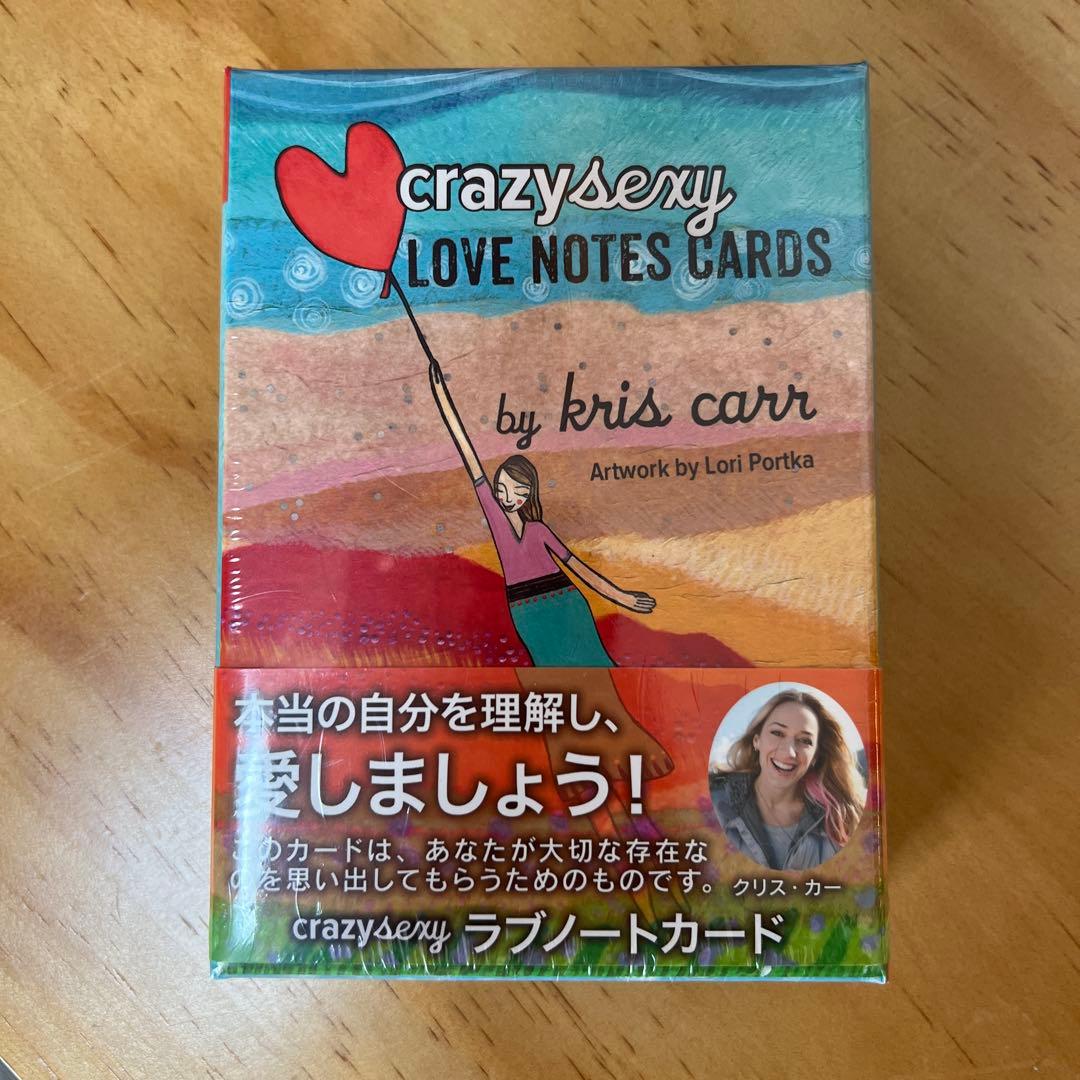 crazysexy
LOVE NOTES CARDS
by kris carr
Artwork by Lori Portka
本当の自分を理解し、
愛しましょう!
このカードは、あなたが大切な存在な
のを思い出してもらうためのものです。
クリス・カー
crazysexy ラブノートカード